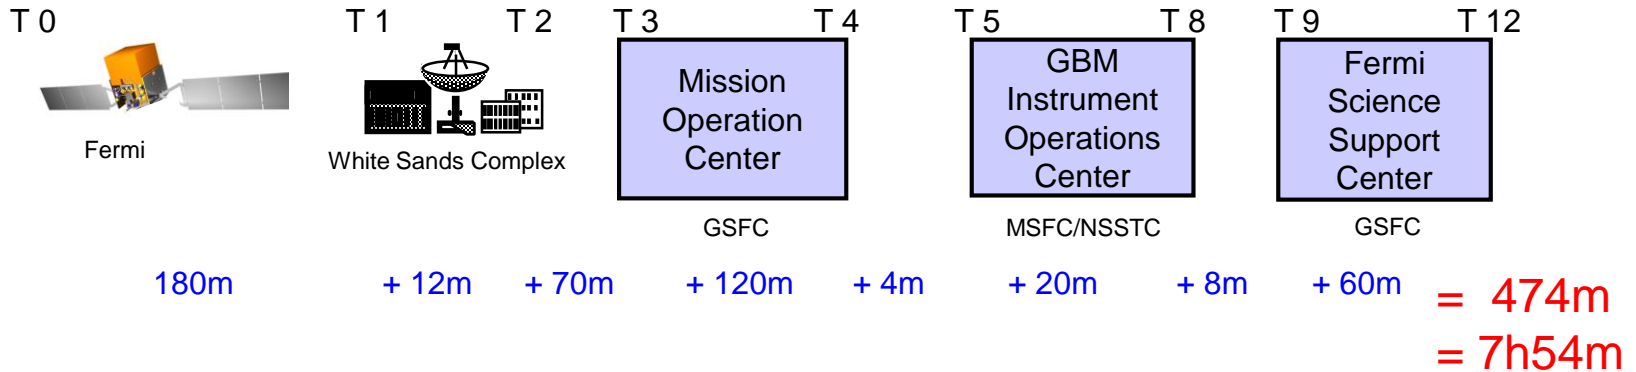 T 0 T 1 T 2 T 3 T 4 T 5 T 8 T 9 T 12
Fermi
White Sands Complex
Mission
Operation
Center
GSFC
GBM
Instrument
Operations
Center
MSFC/NSSTC
Fermi
Science
Support
Center
GSFC
180m + 12m + 70m + 120m + 4m + 20m + 8m + 60m = 474m
= 7h54m